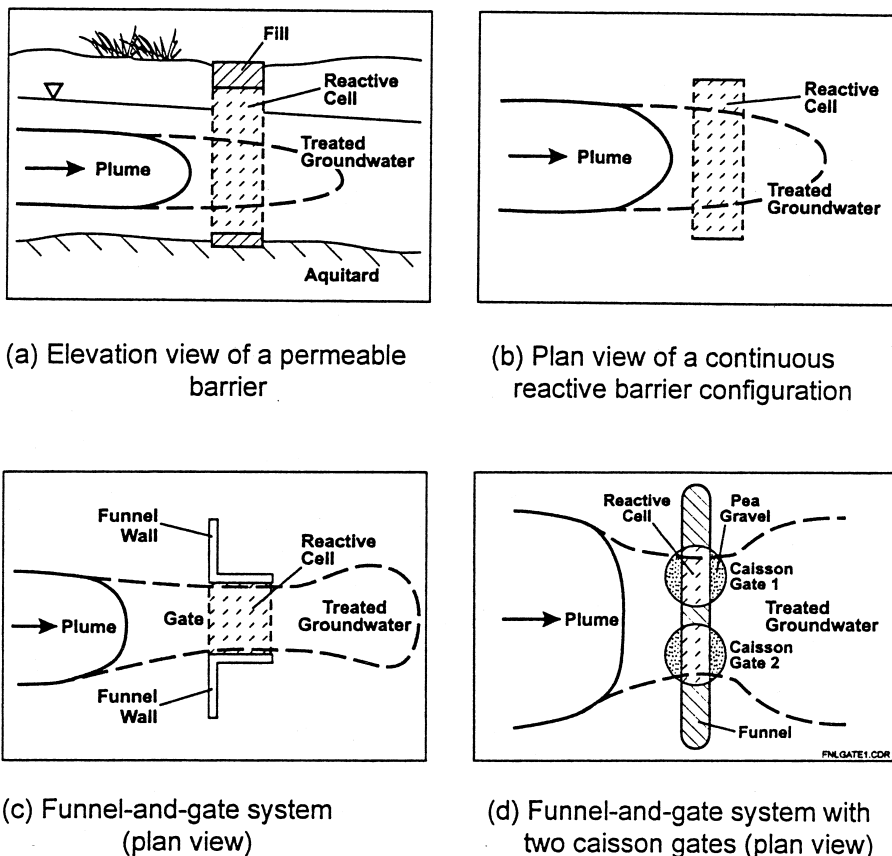 Fill
Reactive
Cell
Treated
Groundwater
Plume
Aquitard
(a) Elevation view of a permeable
barrier
Reactive
Cell
Plume
Treated
Groundwater
(b) Plan view of a continuous
reactive barrier configuration
Funnel
Wall
Reactive
Cell
Plume
Gate
Treated
Groundwater
Funnel
Wall
(c) Funnel-and-gate system
(plan view)
Reactive
Cell
Pea
Gravel
Caisson
Gate 1
Plume
Treated
Groundwater
Caisson
Gate 2
Funnel
FNLGATE1.CDR
(d) Funnel-and-gate system with
two caisson gates (plan view)